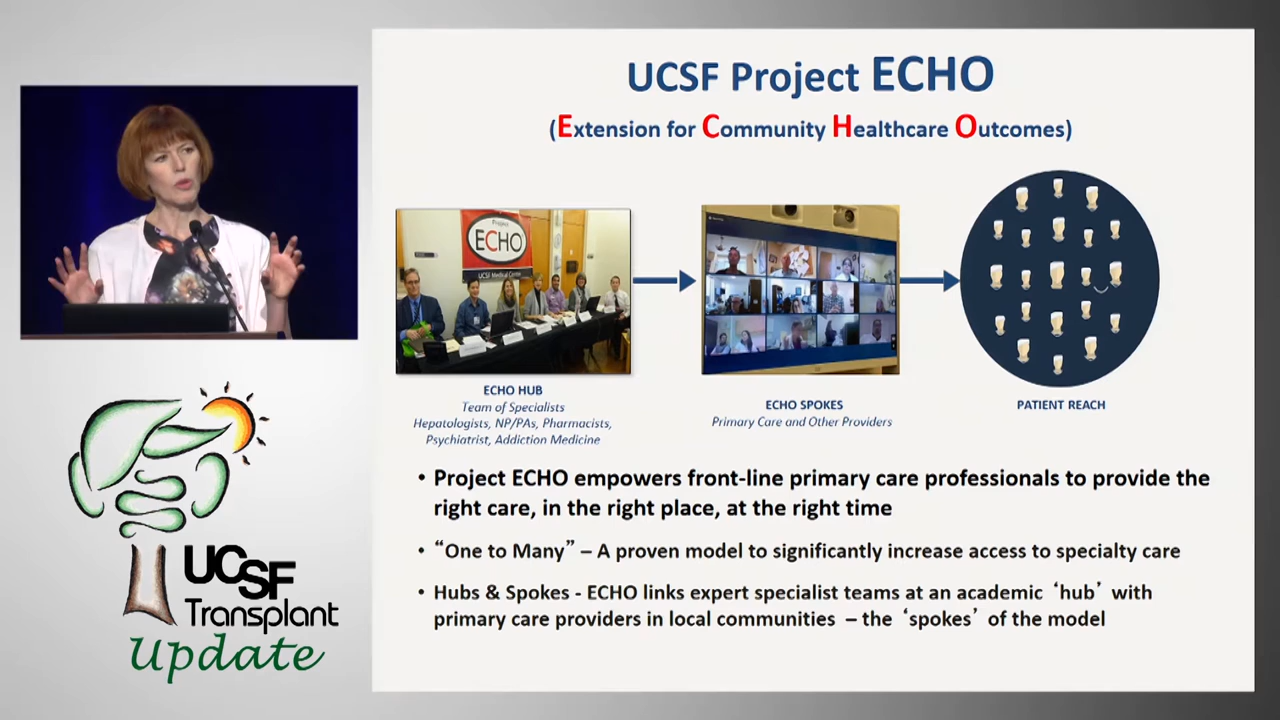 UCSF Project ECHO
(Extension for Community Healthcare Outcomes)
Project
ECHO
UCSF Medical Center
ECHO HUB
Team of Specialists
Hepatologists, NP/PAs, Pharmacists,
Psychiatrist, Addiction Medicine
ECHO SPOKES
Primary Care and Other Providers
PATIENT REACH
• Project ECHO empowers front-line primary care professionals to provide the
right care, in the right place, at the right time
• “One to Many” – A proven model to significantly increase access to specialty care
• Hubs & Spokes - ECHO links expert specialist teams at an academic ‘hub’ with
primary care providers in local communities – the ‘spokes’ of the model
UCSF
Transplant
Update